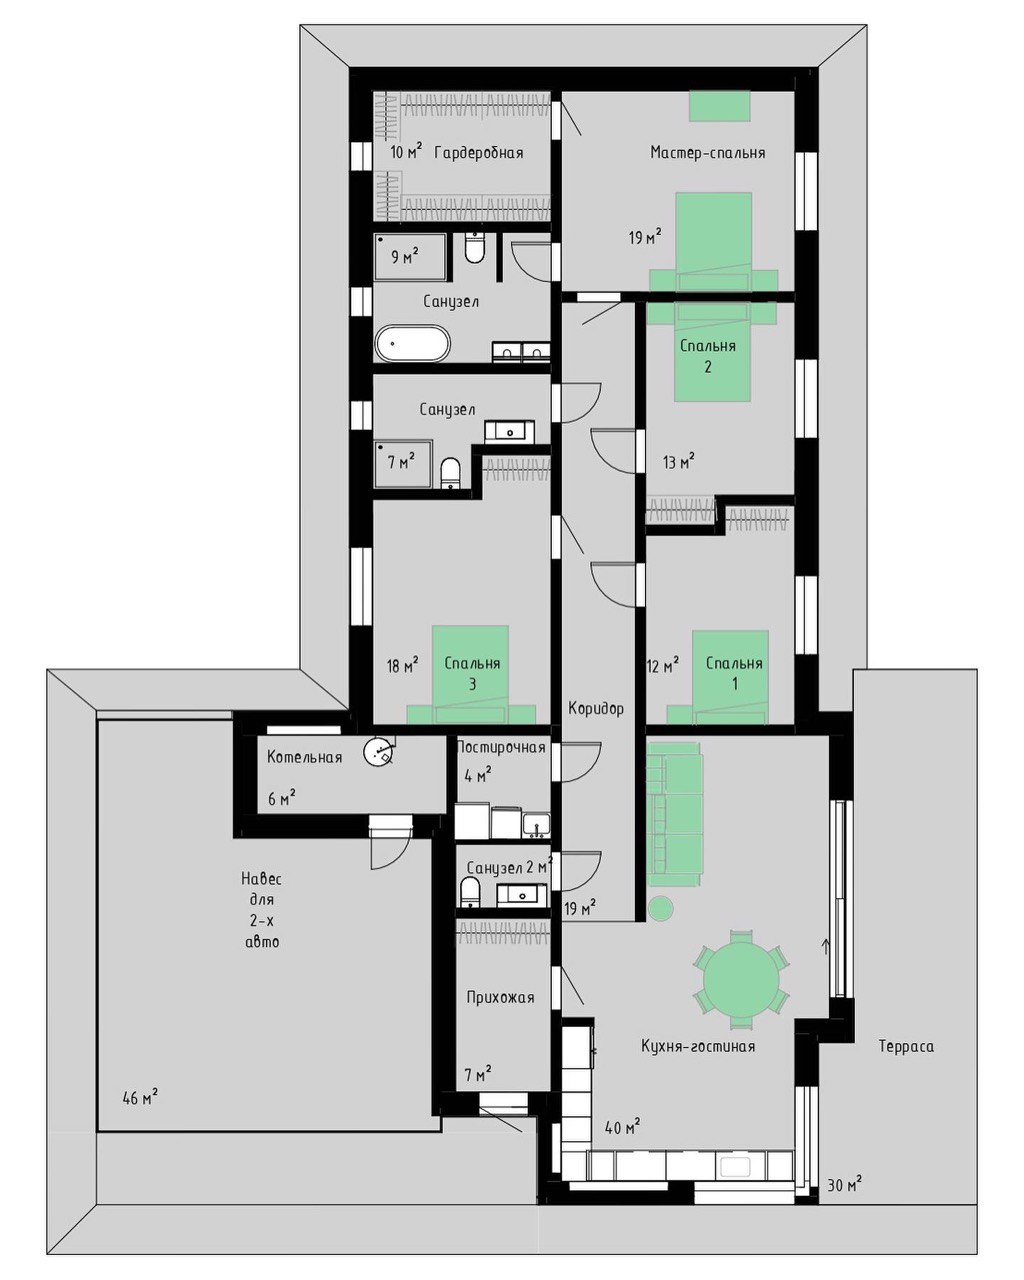 10 м² Гардеробная
Мастер-спальня
19 м²
9 м²
Санузел
Спальня
2
Санузел
7 м²
13 м²
18 м²
Спальня
3
12 м²
Спальня
1
Коридор
Котельная
6 м²
Постирочная
4 м²
Навес
для
2-х
авто
Санузел 2 м²
19 м²
Прихожая
7 м²
Кухня-гостиная
Терраса
46 м²
40 м²
30 м²